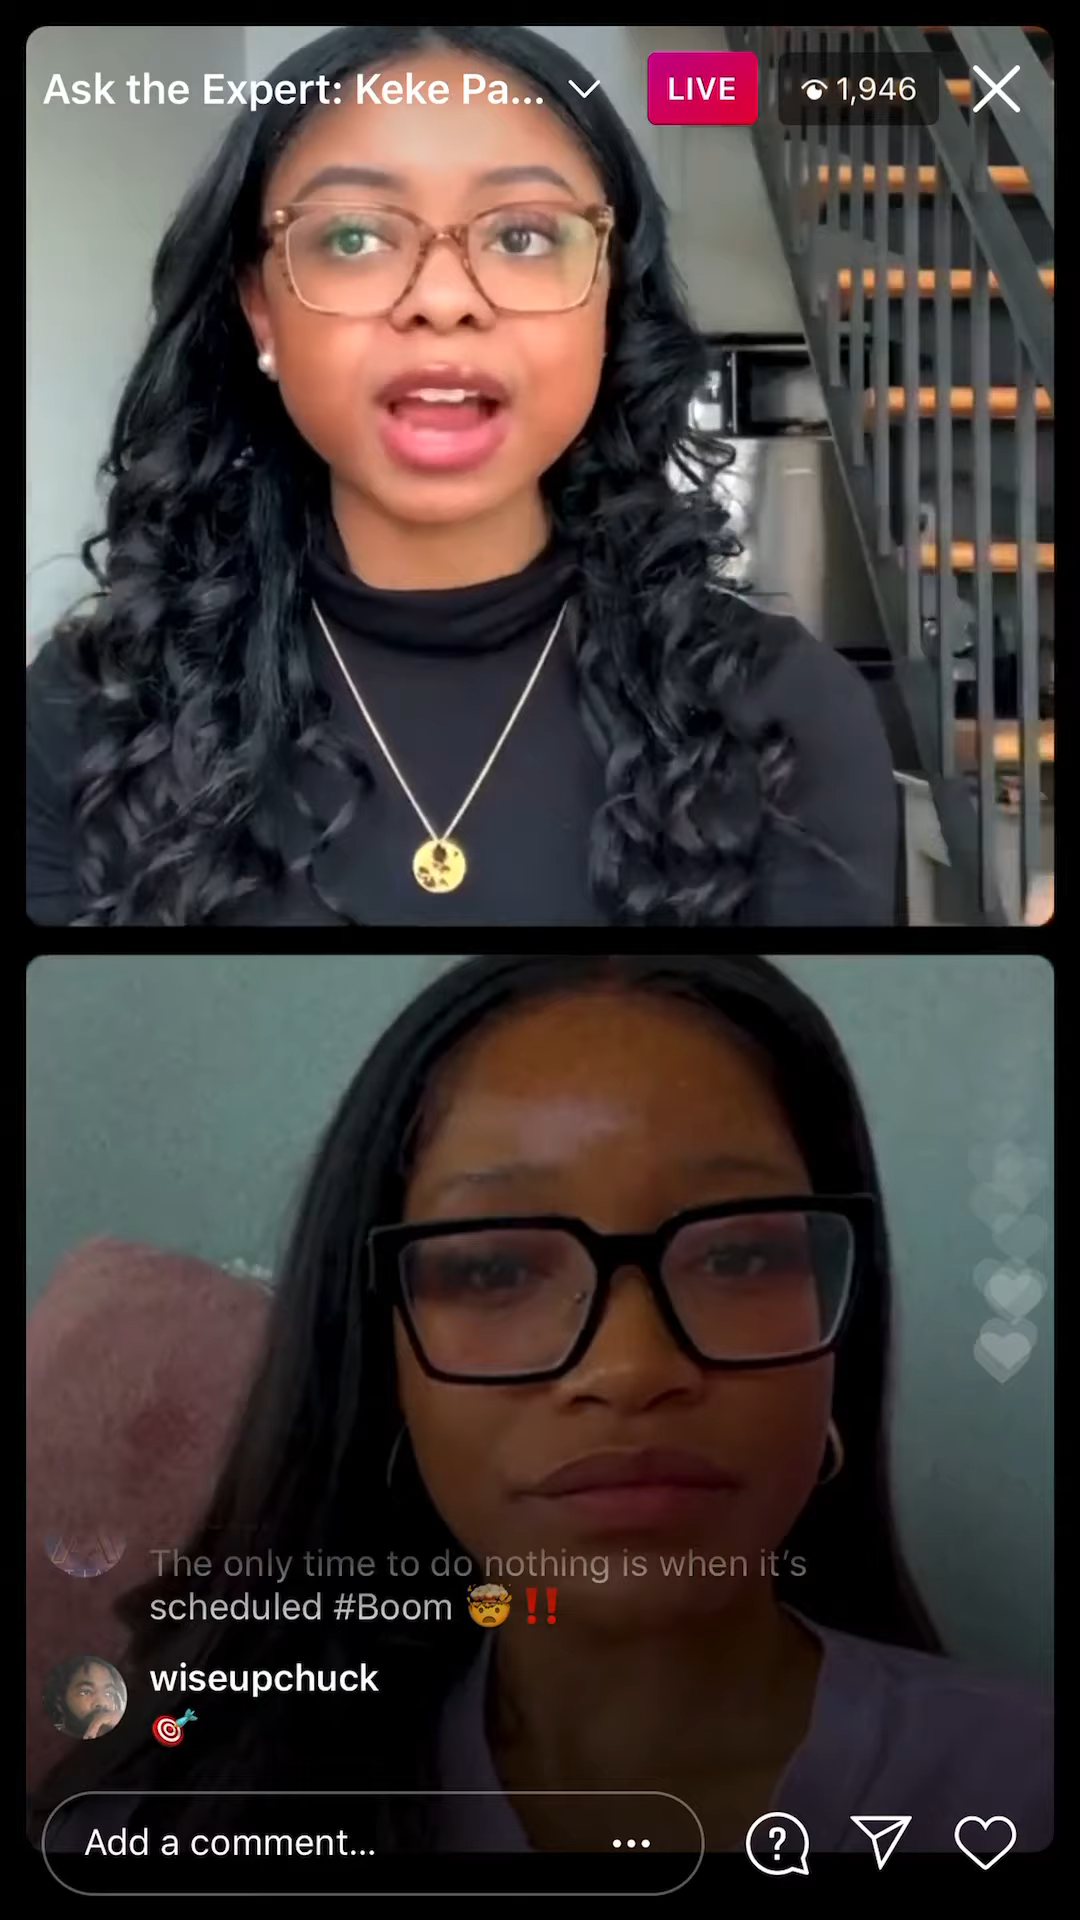 Ask the Expert: Keke Pa...
LIVE
1,946
The only time to do nothing is when it’s
scheduled #Boom 🤯 ‼️
wiseupchuck
🎯
Add a comment...